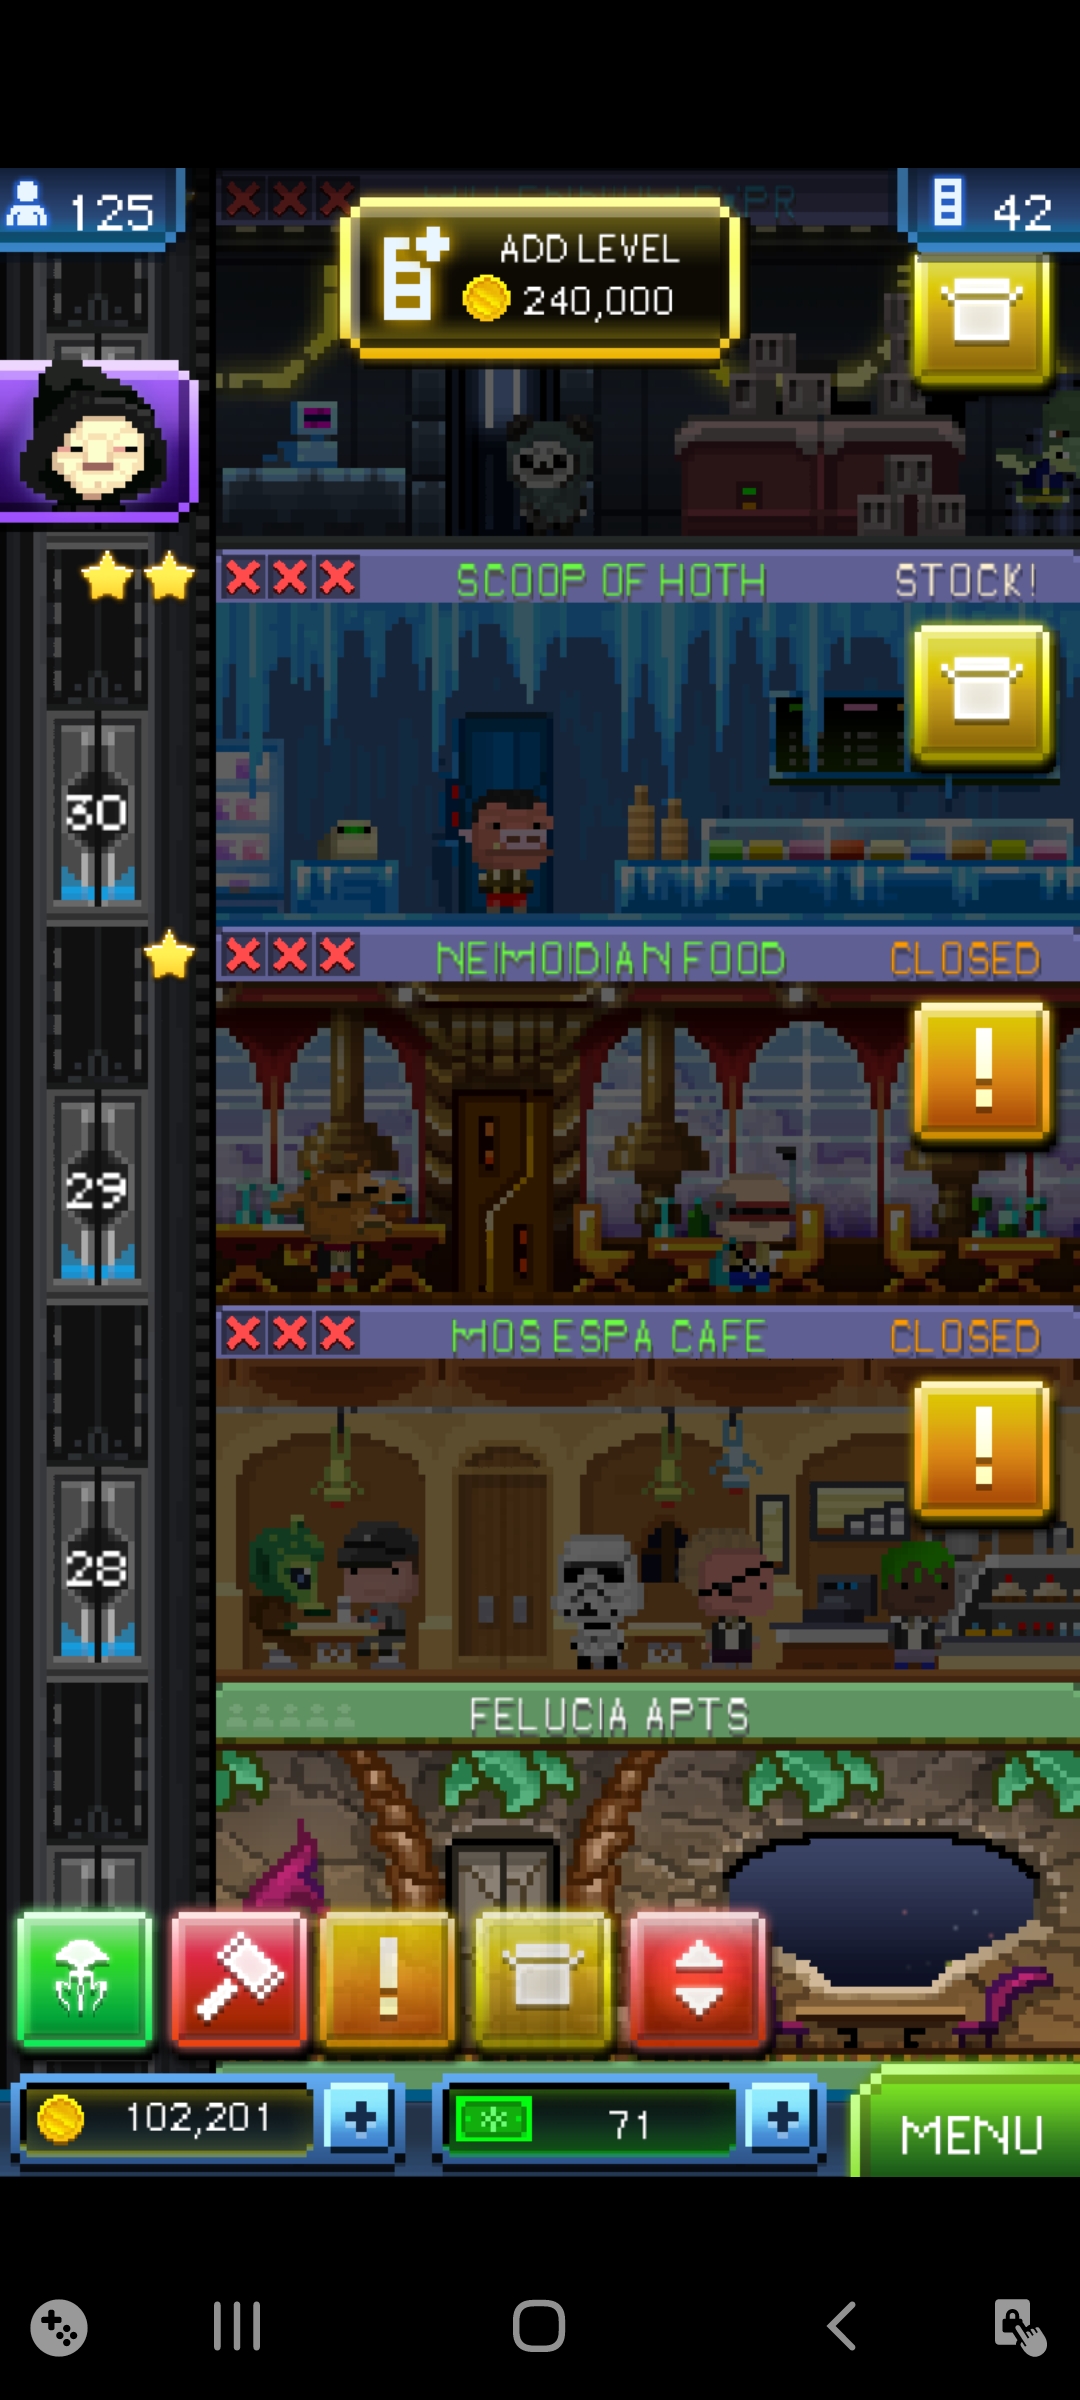 125
42
ADD LEVEL
240,000
SCOOP OF HOTH STOCK!
30
NEIMOIDIAN FOOD CLOSED
29
MOS ESPA CAFE CLOSED
28
FELUCIA APTS
102,201
71
MENU